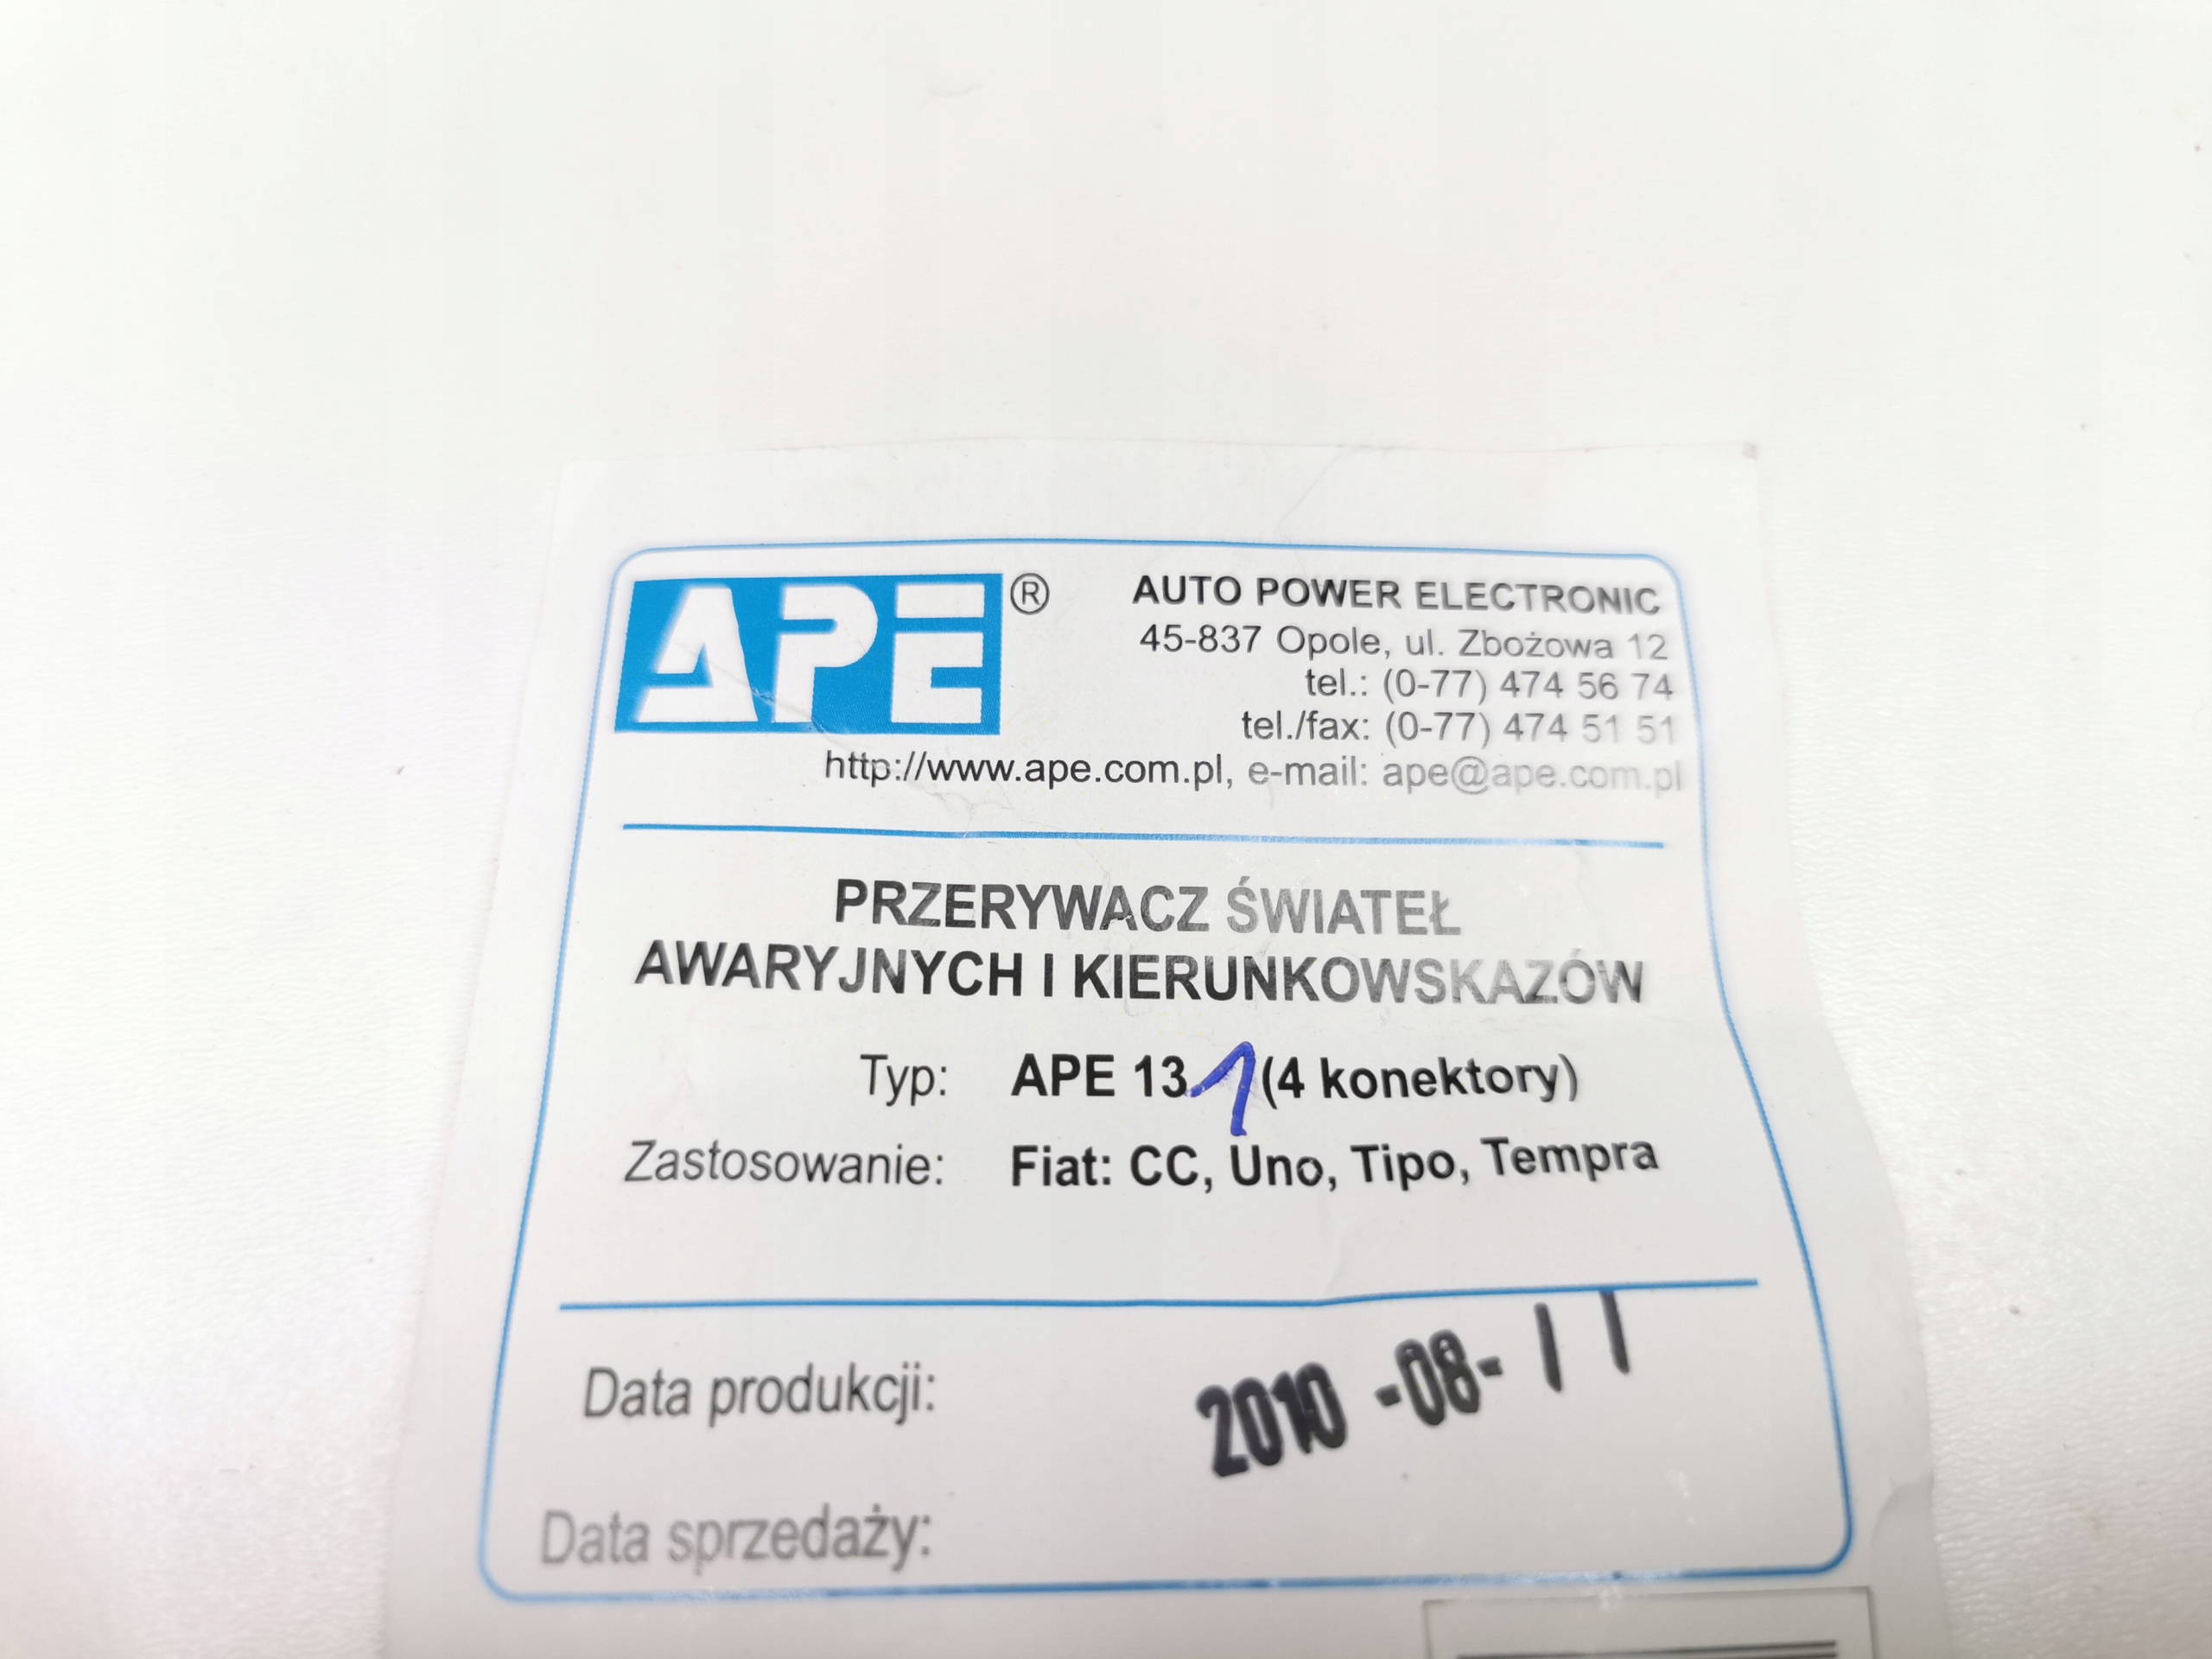 APE®
AUTO POWER ELECTRONIC
45-837 Opole, ul. Zbożowa 12
tel.: (0-77) 474 56 74
tel./fax: (0-77) 474 51 51
http://www.ape.com.pl, e-mail: ape@ape.com.pl
PRZERYWACZ ŚWIATEŁ
AWARYJNYCH I KIERUNKOWSKAZÓW
Typ: APE 131 (4 konektory)
Zastosowanie: Fiat: CC, Uno, Tipo, Tempra
Data produkcji: 2010 -08- 11
Data sprzedaży: